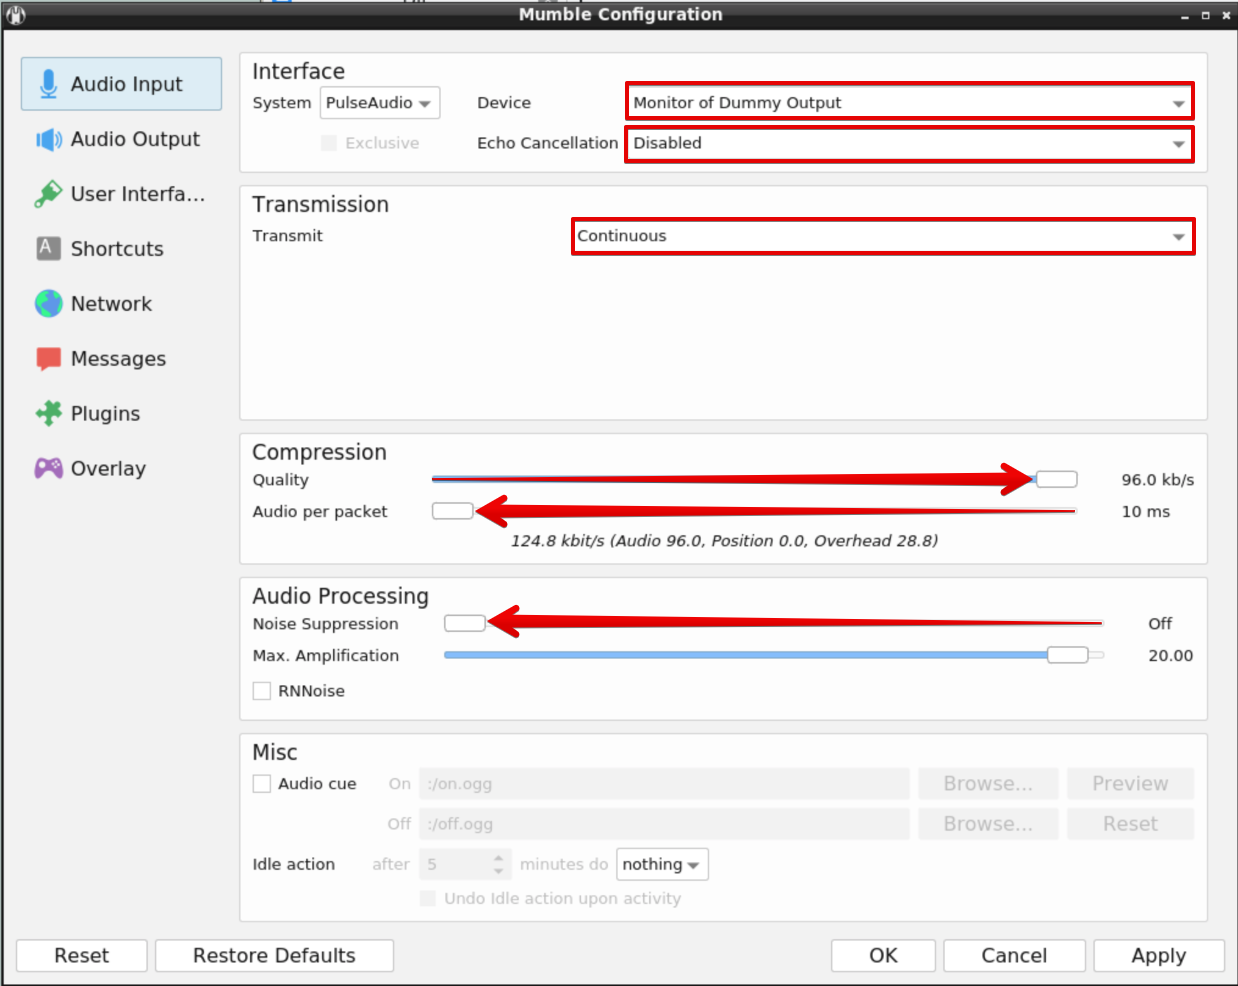 Mumble Configuration
Audio Input
Audio Output
User Interfa...
A Shortcuts
Network
Messages
Plugins
Overlay
Interface
System PulseAudio Device Monitor of Dummy Output
Exclusive Echo Cancellation Disabled
Transmission
Transmit Continuous
Compression
Quality 96.0 kb/s
Audio per packet 10 ms
124.8 kbit/s (Audio 96.0, Position 0.0, Overhead 28.8)
Audio Processing
Noise Suppression Off
Max. Amplification 20.00
RNNoise
Misc
Audio cue On :/on.ogg Browse... Preview
Off :/off.ogg Browse... Reset
Idle action after 5 minutes do nothing
Undo Idle action upon activity
Reset Restore Defaults OK Cancel Apply